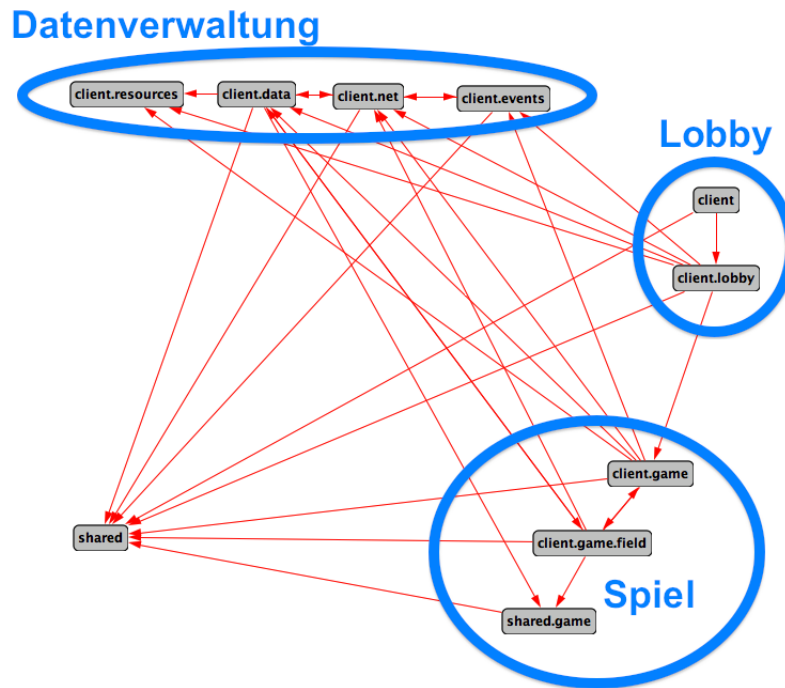 Datenverwaltung
client.resources
client.data
client.net
client.events
Lobby
client
client.lobby
client.game
shared
client.game.field
Spiel
shared.game